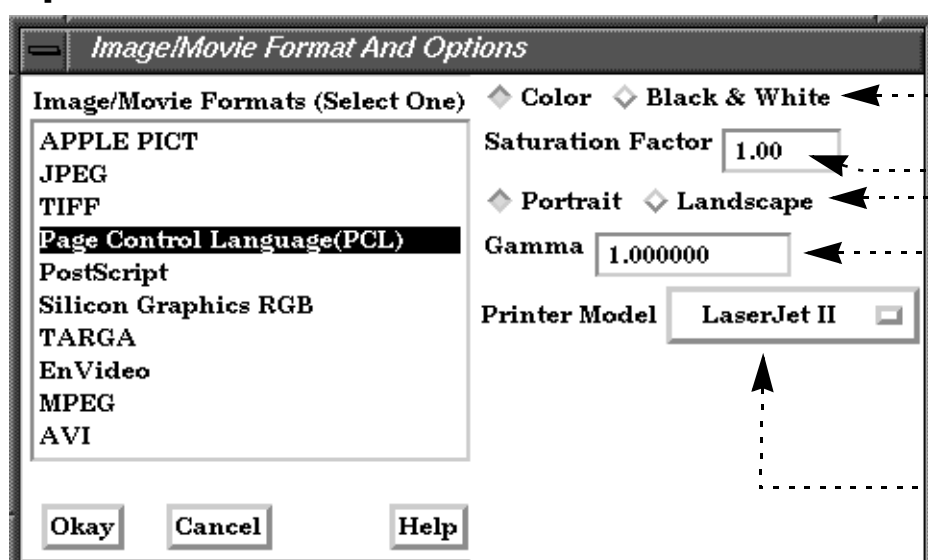 Image/Movie Format And Options
Image/Movie Formats (Select One)
APPLE PICT
JPEG
TIFF
Page Control Language(PCL)
PostScript
Silicon Graphics RGB
TARGA
EnVideo
MPEG
AVI
Color Black & White
Saturation Factor 1.00
Portrait Landscape
Gamma 1.000000
Printer Model LaserJet II
Okay Cancel Help